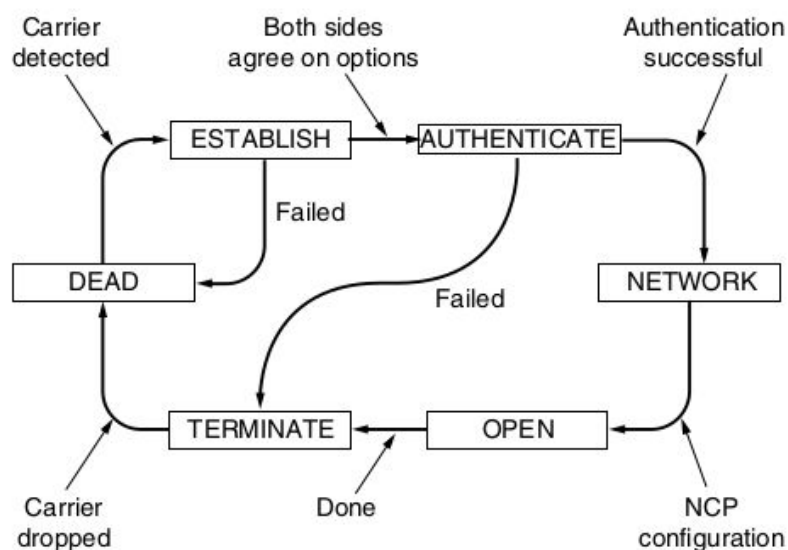 Carrier
detected
Both sides
agree on options
Authentication
successful
ESTABLISH
AUTHENTICATE
Failed
DEAD
Failed
NETWORK
TERMINATE
OPEN
Carrier
dropped
Done
NCP
configuration